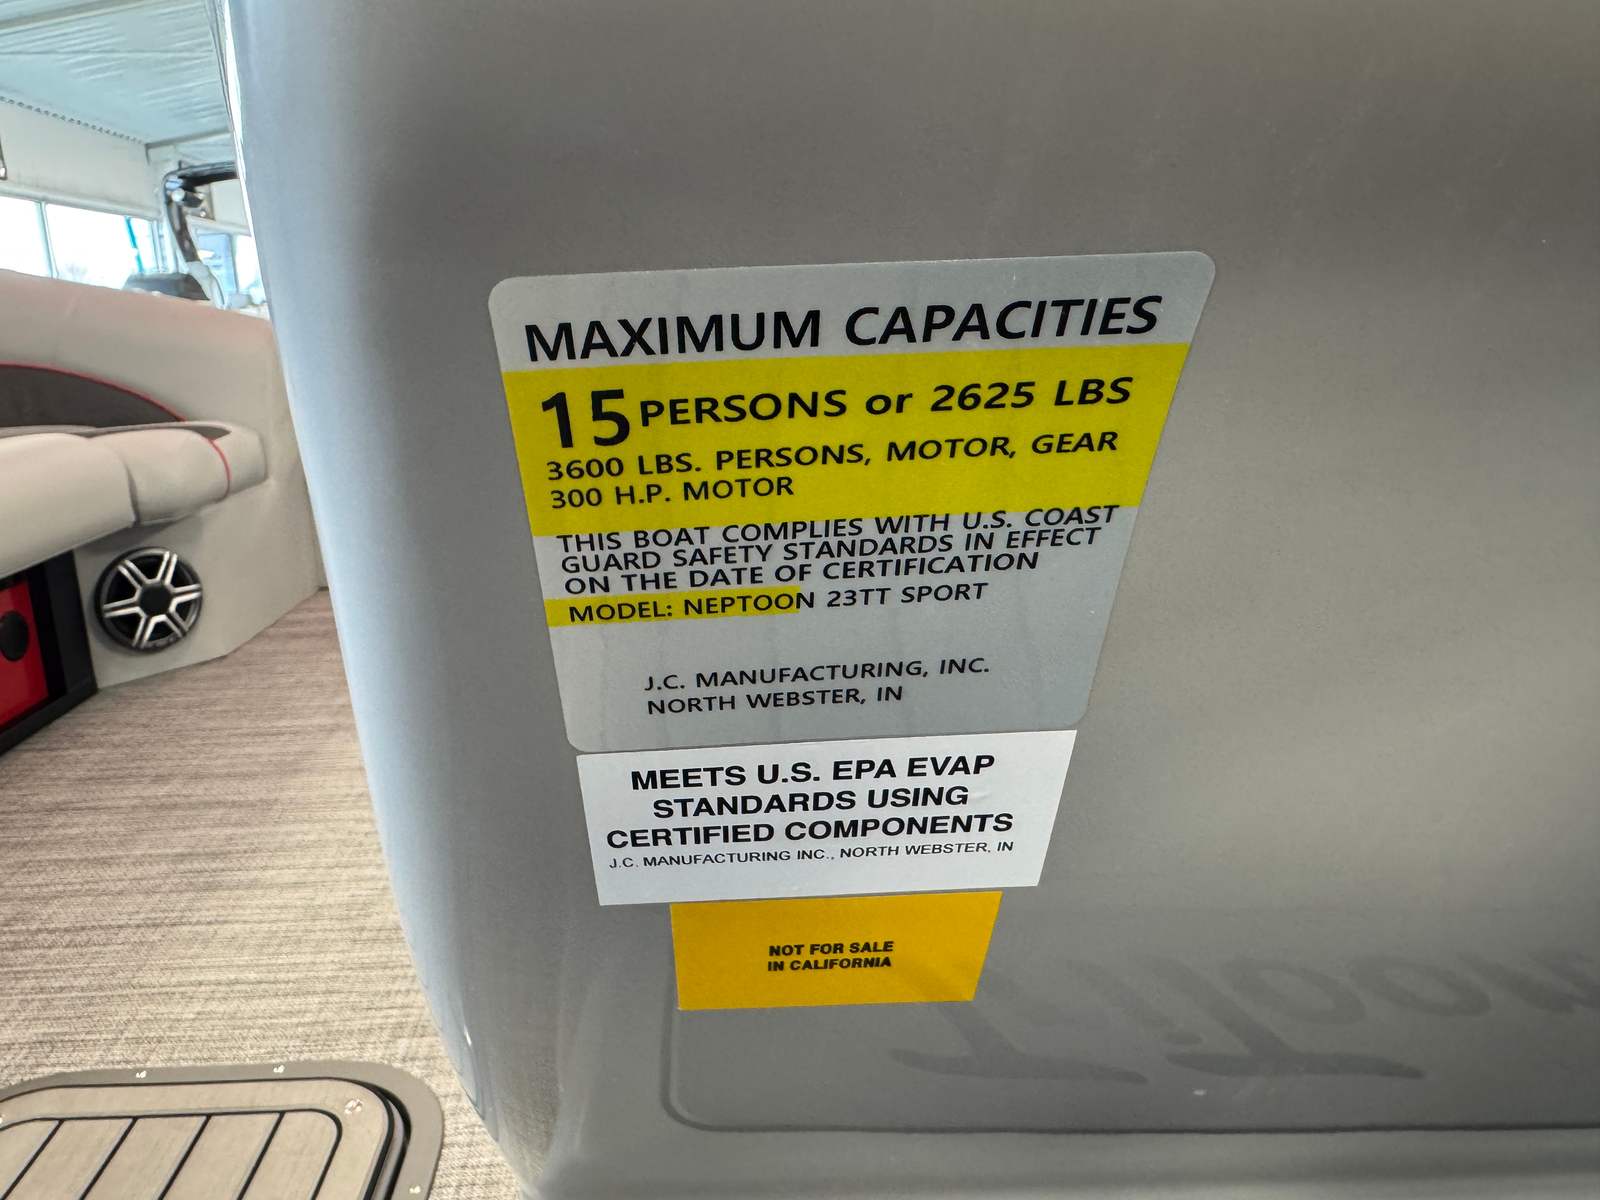 MAXIMUM CAPACITIES
15 PERSONS or 2625 LBS
3600 LBS. PERSONS, MOTOR, GEAR
300 H.P. MOTOR
THIS BOAT COMPLIES WITH U.S. COAST
GUARD SAFETY STANDARDS IN EFFECT
ON THE DATE OF CERTIFICATION
MODEL: NEPTOON 23TT SPORT
J.C. MANUFACTURING, INC.
NORTH WEBSTER, IN
MEETS U.S. EPA EVAP
STANDARDS USING
CERTIFIED COMPONENTS
J.C. MANUFACTURING INC., NORTH WEBSTER, IN
NOT FOR SALE
IN CALIFORNIA